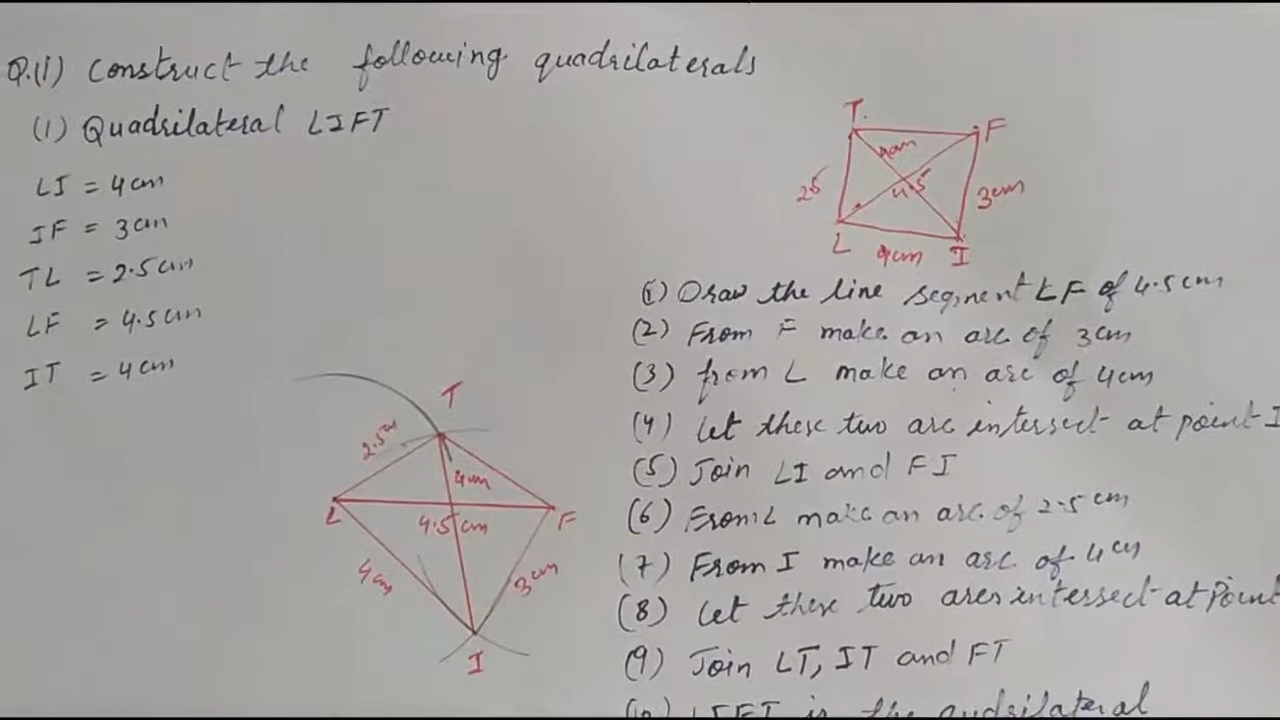 Q.(1) Construct the following quadrilaterals
(1) Quadrilateral LIFT
LI = 4cm
IF = 3cm
TL = 2.5cm
LF = 4.5cm
IT = 4cm
T
F
4cm
4.5
2.5
3cm
L
4cm
I
(1) Draw the line segment LF of 4.5cm
(2) From F make an arc of 3cm
(3) from L make an arc of 4cm
(4) Let these two arc intersect at point I
(5) Join LI and FI
(6) From L make an arc of 2.5cm
(7) From I make an arc of 4cm
(8) Let these two arcs intersect at Point
(9) Join LT, IT and FT
(10) LIFT is the quadrilateral
T
2.5cm
4cm
L
4.5cm
F
4cm
3cm
I